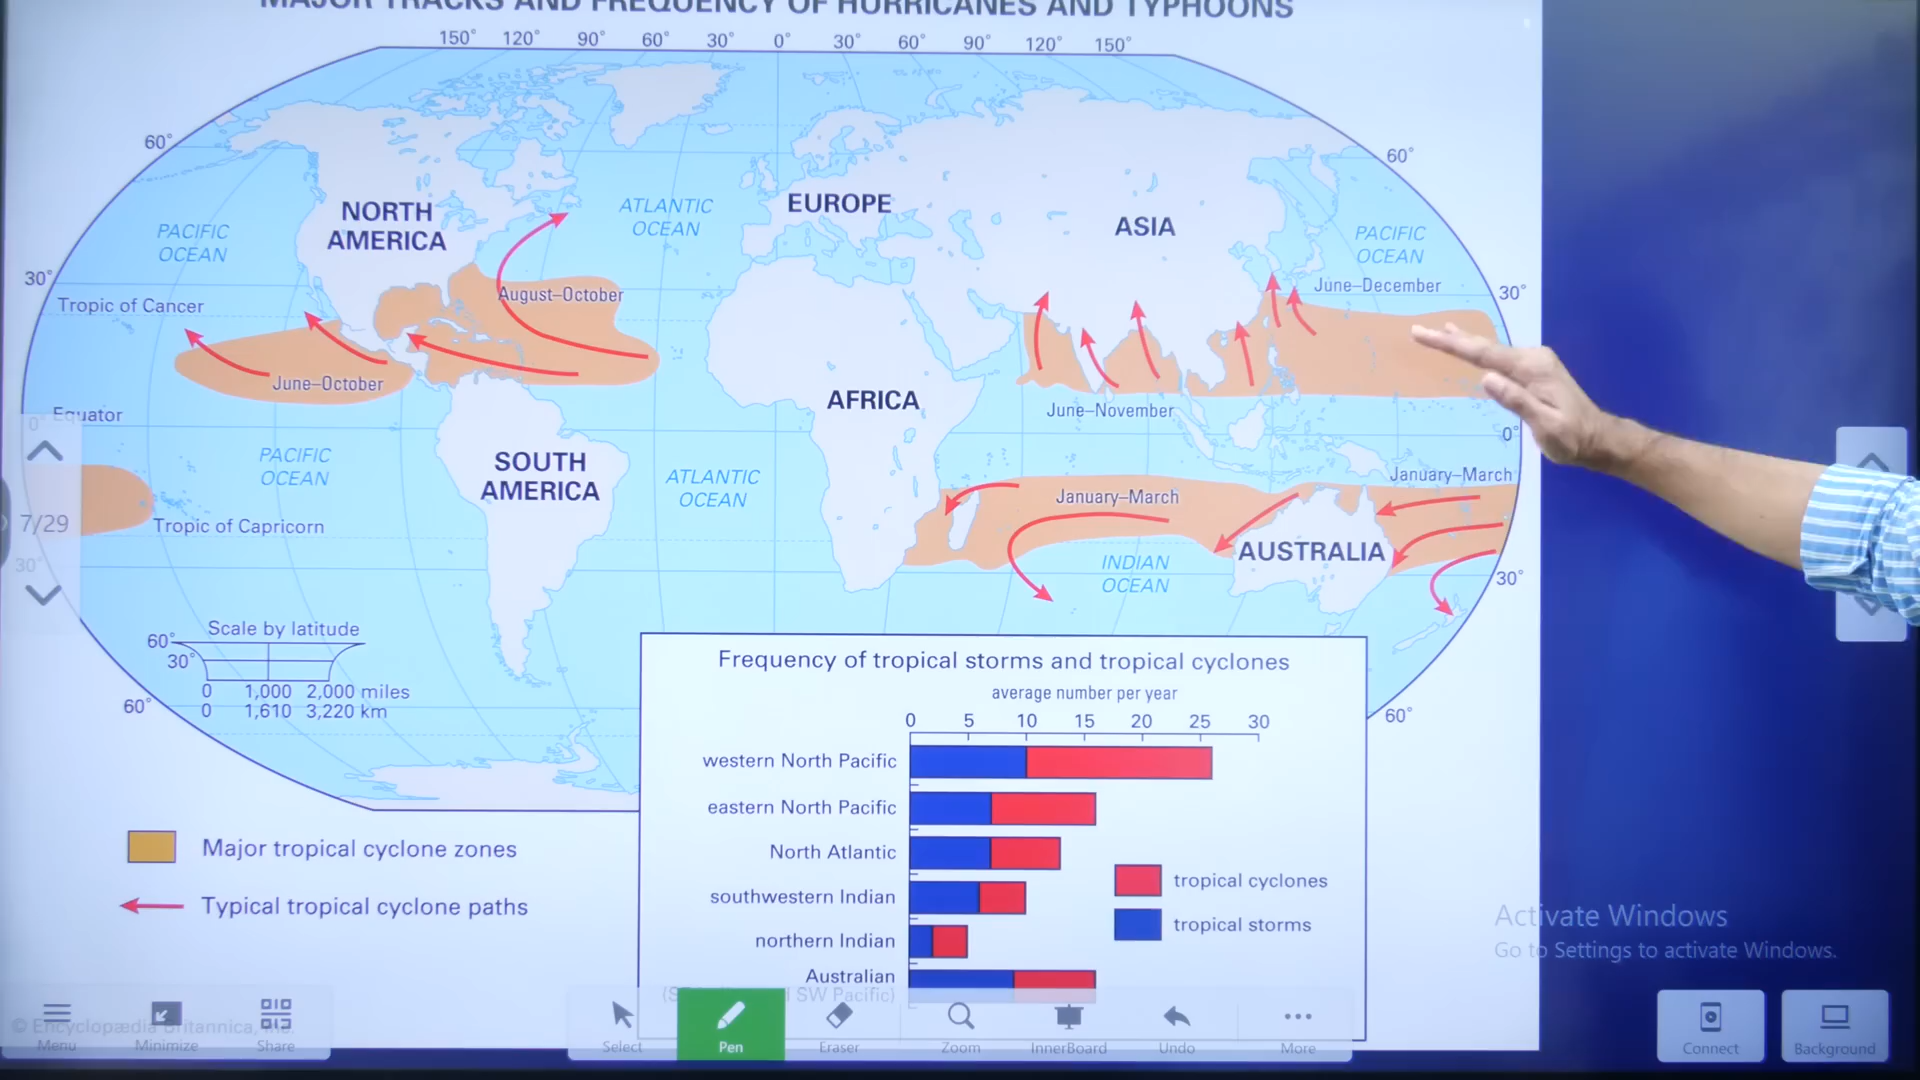 MAJOR TRACKS AND FREQUENCY OF HURRICANES AND TYPHOONS
150° 120° 90° 60° 30° 0° 30° 60° 90° 120° 150°
60°
60°
NORTH
AMERICA
ATLANTIC
OCEAN
EUROPE
ASIA
PACIFIC
OCEAN
PACIFIC
OCEAN
30°
30°
Tropic of Cancer
August–October
June–December
June–October
AFRICA
June–November
Equator
0°
0°
PACIFIC
OCEAN
SOUTH
AMERICA
ATLANTIC
OCEAN
January–March
January–March
7/29
Tropic of Capricorn
INDIAN
OCEAN
AUSTRALIA
30°
30°
Scale by latitude
60°
30°
0 1,000 2,000 miles
0 1,610 3,220 km
60°
60°
Frequency of tropical storms and tropical cyclones
average number per year
0 5 10 15 20 25 30
western North Pacific
eastern North Pacific
North Atlantic
southwestern Indian
northern Indian
Australian
SW Pacific)
tropical cyclones
tropical storms
Major tropical cyclone zones
Typical tropical cyclone paths
© Encyclopædia Britannica, Inc.
Activate Windows
Go to Settings to activate Windows.
Menu Minimize Share
Select Pen Eraser Zoom InnerBoard Undo More
Connect Background